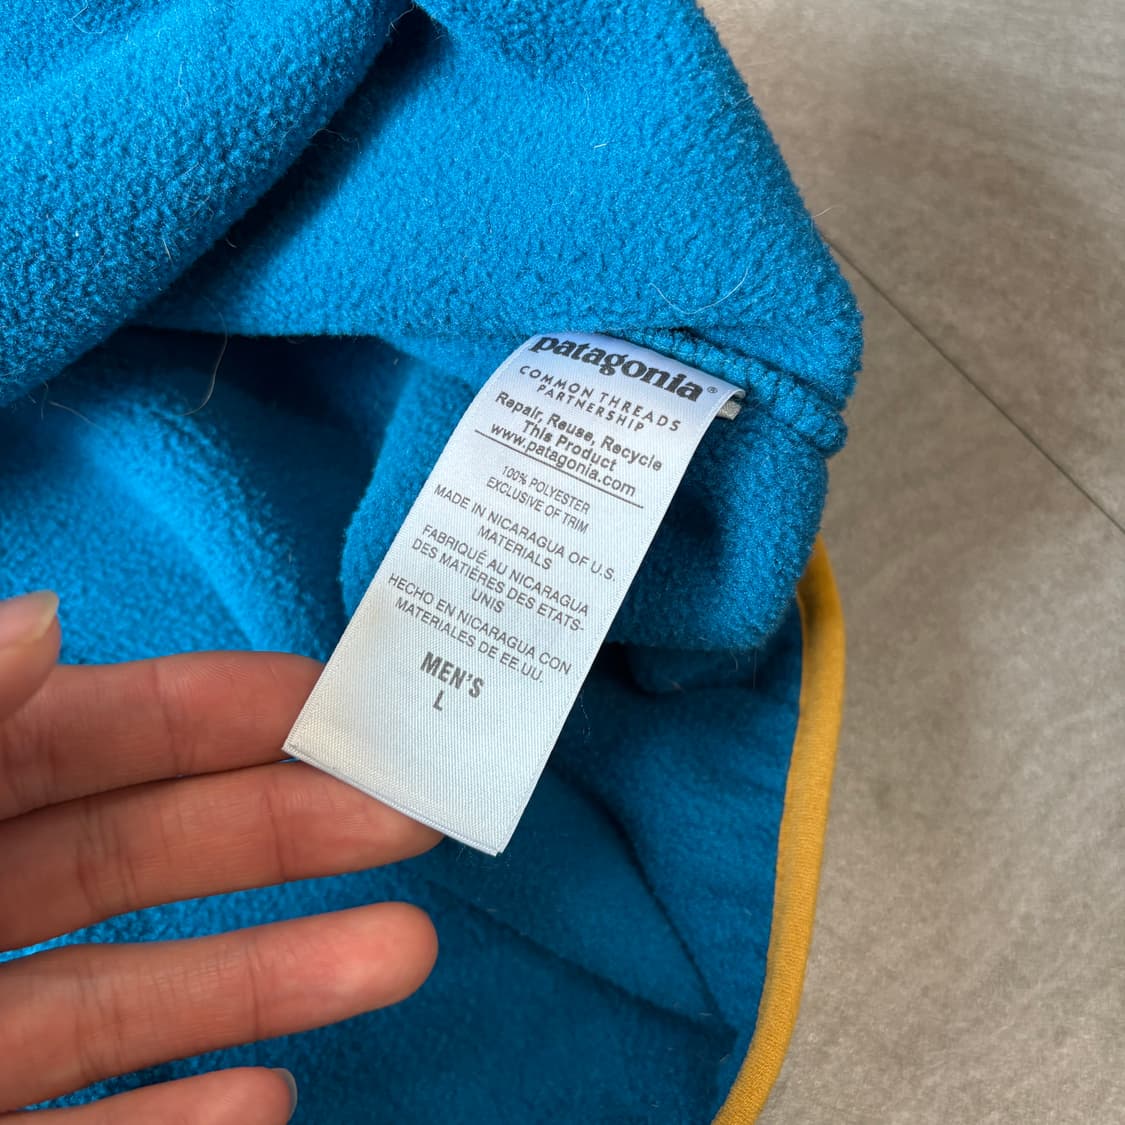 patagonia®
COMMON THREADS
PARTNERSHIP
Repair, Reuse, Recycle
This Product
www.patagonia.com
100% POLYESTER
EXCLUSIVE OF TRIM
MADE IN NICARAGUA OF U.S.
MATERIALS
FABRIQUÉ AU NICARAGUA
DES MATIÈRES DES ETATS-
UNIS
HECHO EN NICARAGUA CON
MATERIALES DE EE.UU.
MEN'S
L